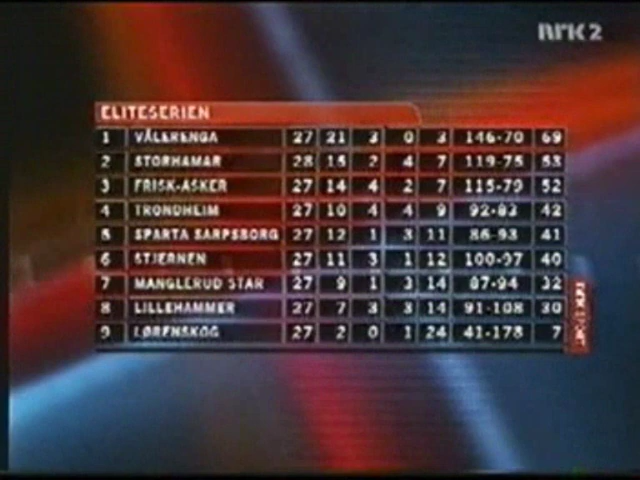 NRK2
ELITESERIEN
1 VÅLERENGA 27 21 3 0 3 146-70 69
2 STORHAMAR 28 15 2 4 7 119-75 53
3 FRISK-ASKER 27 14 4 2 7 115-79 52
4 TRONDHEIM 27 10 4 4 9 92-83 42
5 SPARTA SARPSBORG 27 12 1 3 11 86-93 41
6 STJERNEN 27 11 3 1 12 100-97 40
7 MANGLERUD STAR 27 9 1 3 14 87-94 32
8 LILLEHAMMER 27 7 3 3 14 91-108 30
9 LØRENSKOG 27 2 0 1 24 41-178 7